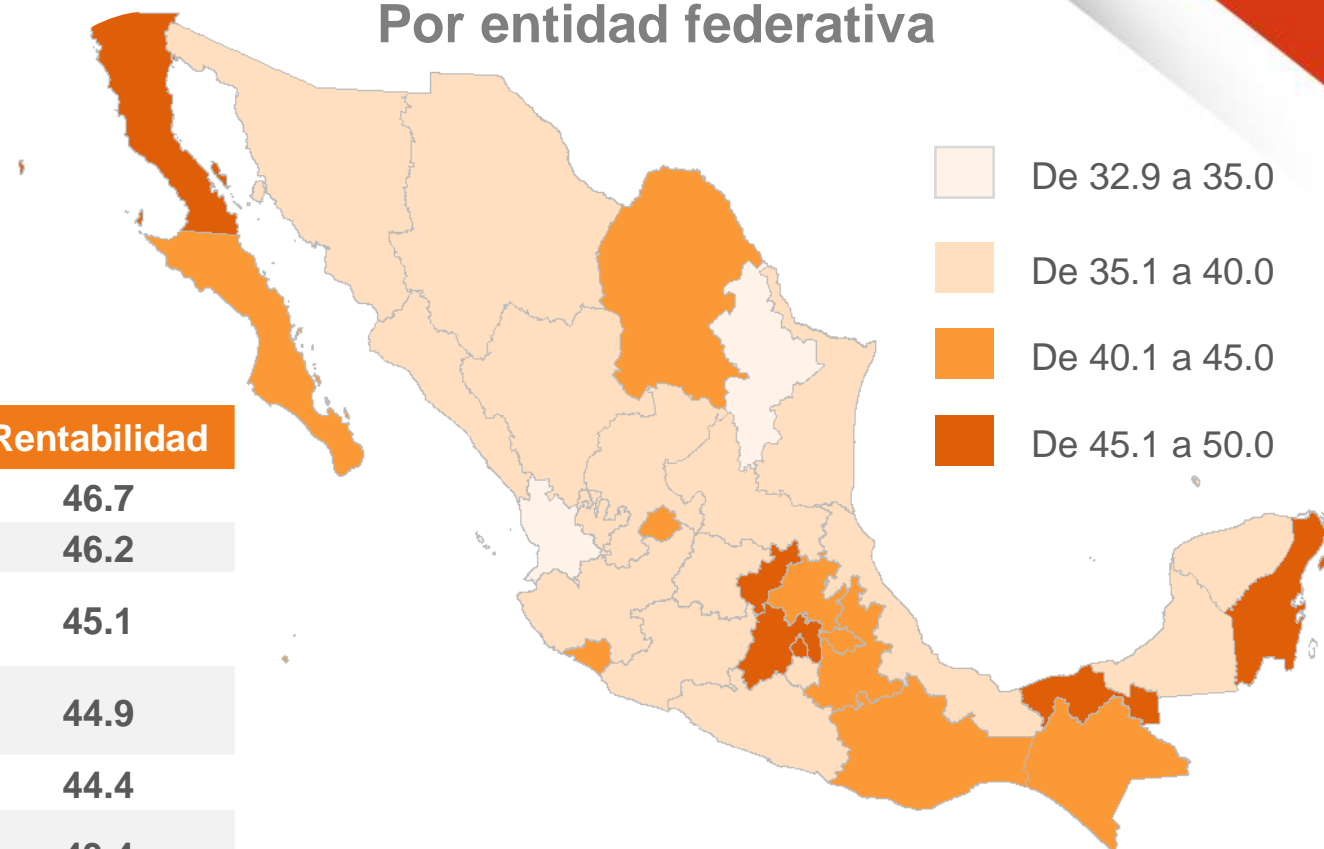 Por entidad federativa
De 32.9 a 35.0
De 35.1 a 40.0
De 40.1 a 45.0
De 45.1 a 50.0
Rentabilidad
46.7
46.2
45.1
44.9
44.4